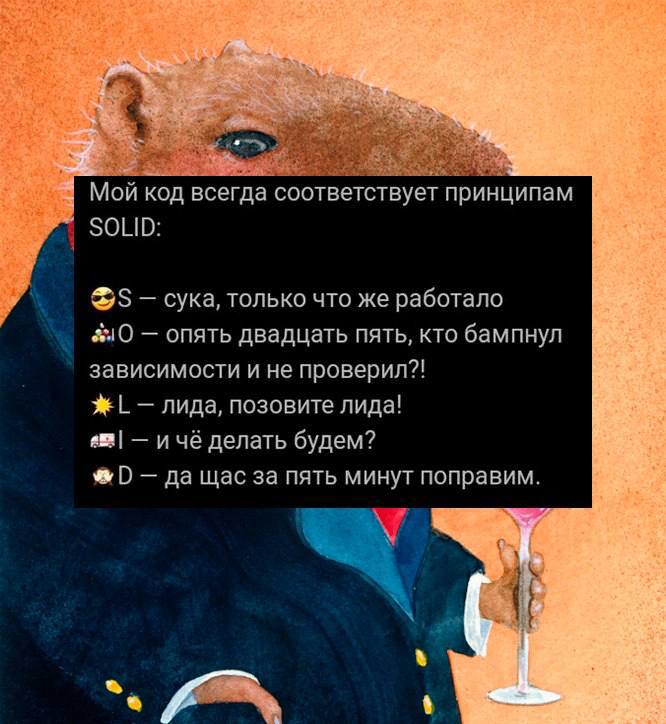 Мой код всегда соответствует принципам
SOLID:
😎S — сука, только что же работало
🎱O — опять двадцать пять, кто бампнул
зависимости и не проверил?!
💥L — лида, позовите лида!
🚑I — и чё делать будем?
🙈D — да щас за пять минут поправим.